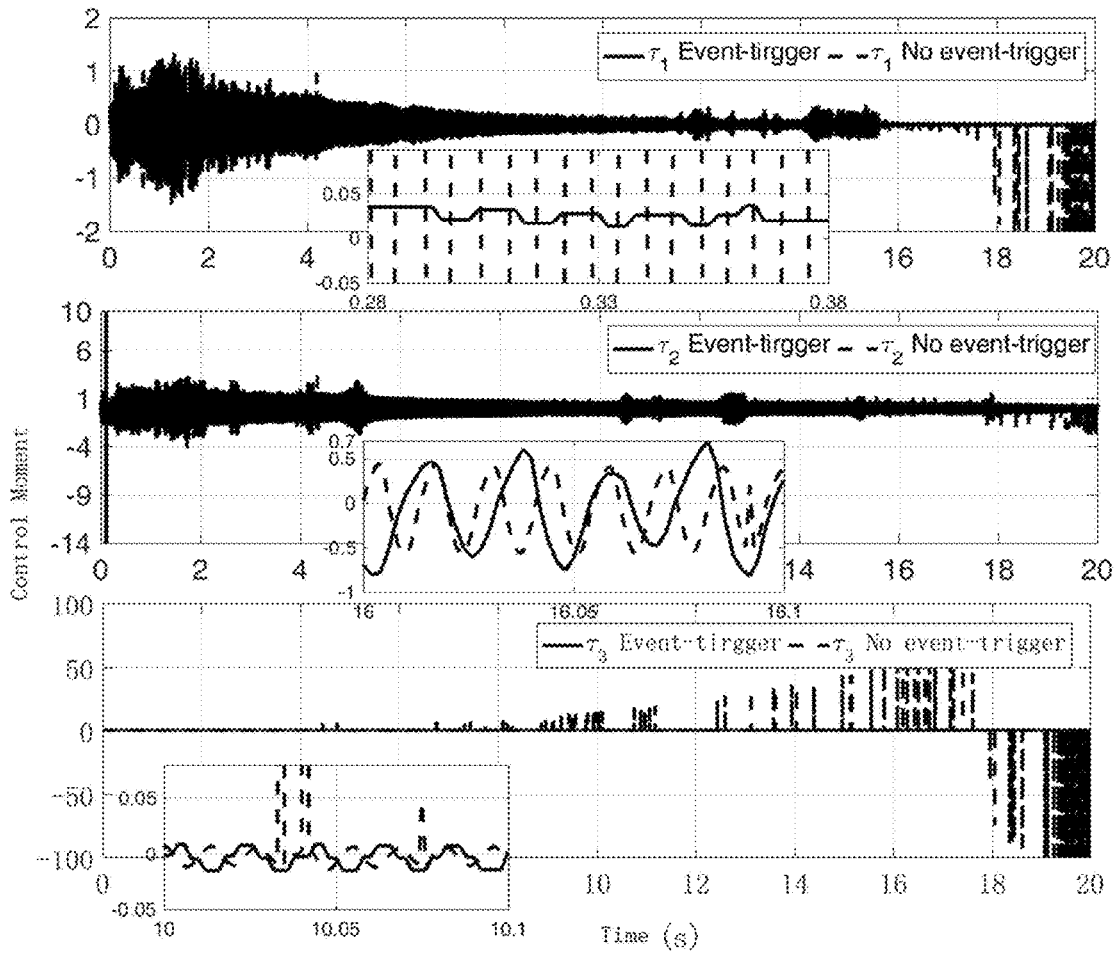 2
τ1 Event-tirgger τ1 No event-trigger
1
0
-1
-2
0.05
0
-0.05
0 2 4 16 18 20
0.28 0.33 0.38
10
τ2 Event-tirgger τ2 No event-trigger
6
1
-4
-9
-14
0.7
0.5
0
-0.5
-1
0 2 4 14 16 18 20
16 16.05 16.1
Control Moment
100
τ3 Event-tirgger τ3 No event-trigger
50
0
-50
-100
0.05
0
-0.05
0 10 12 14 16 18 20
10 10.05 10.1
Time (s)